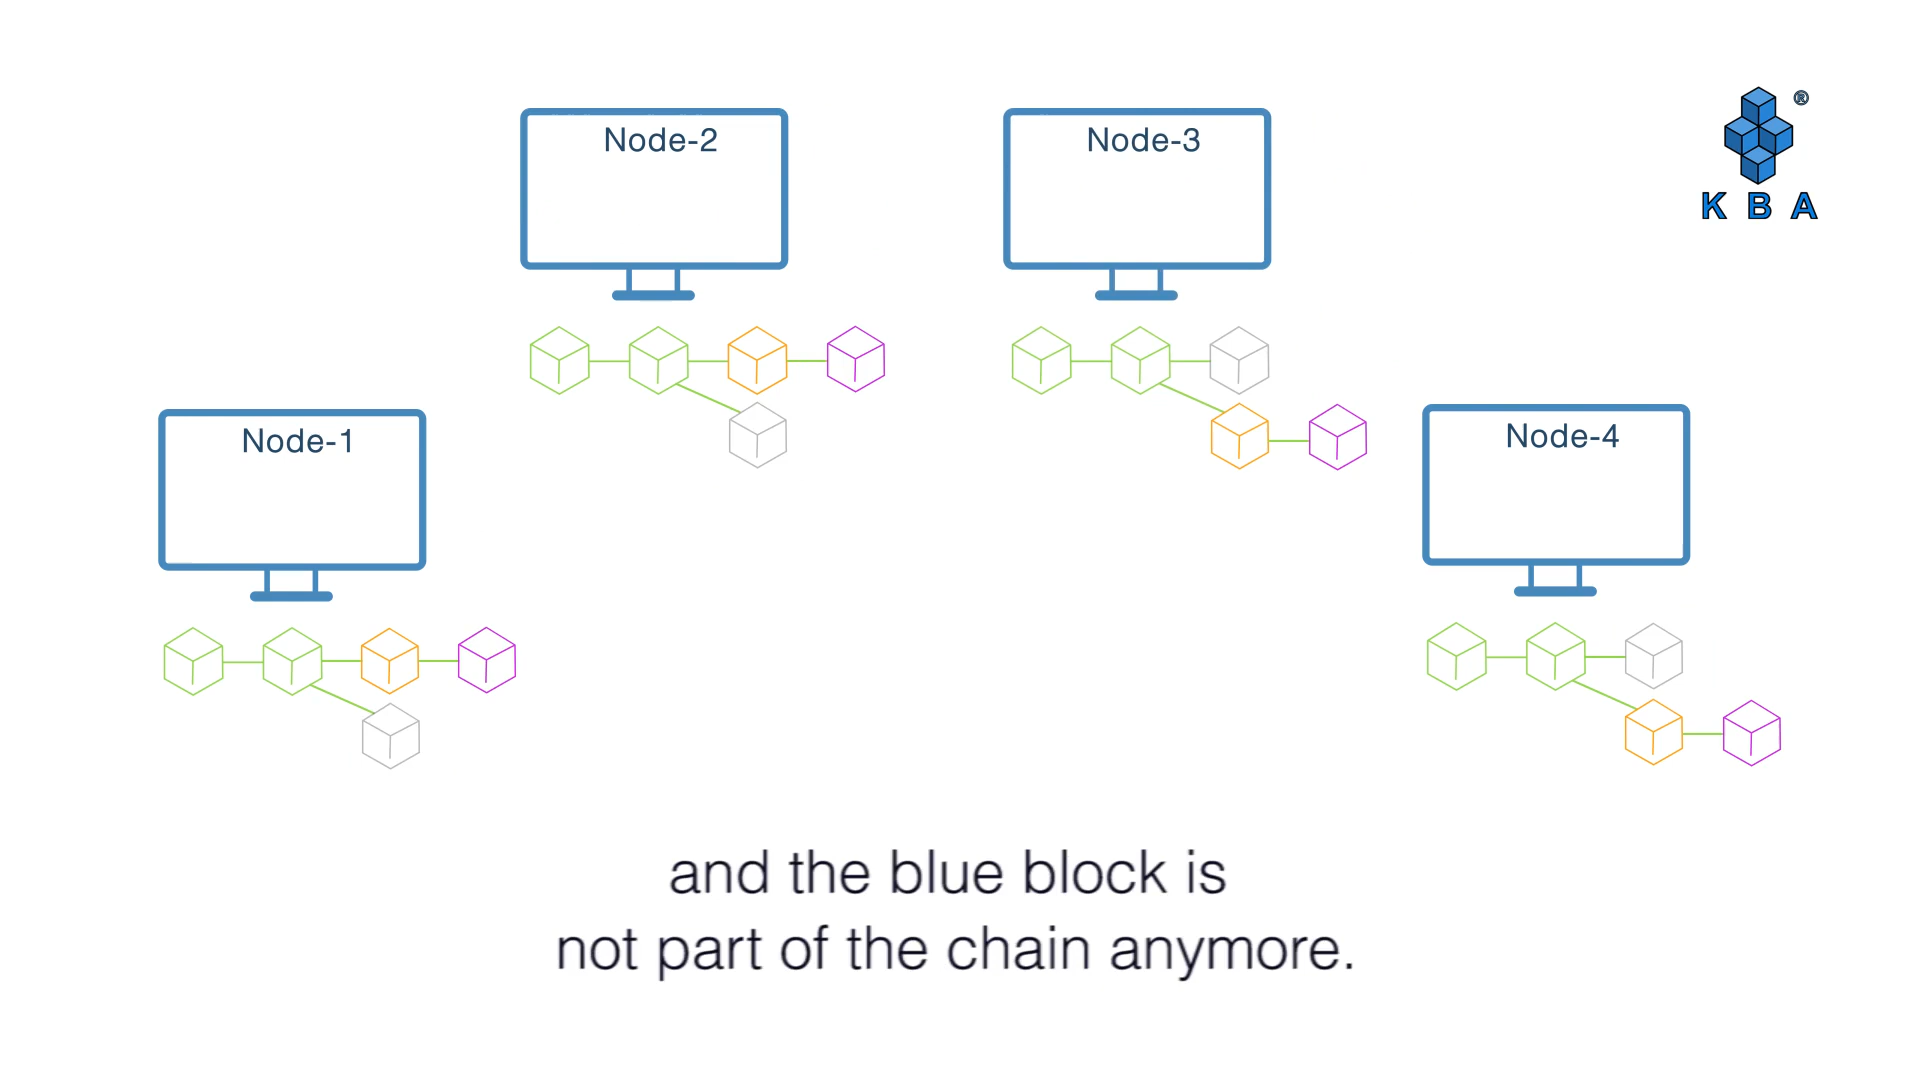 Node-2
Node-3
®
K B A
Node-1
Node-4
and the blue block is
not part of the chain anymore.